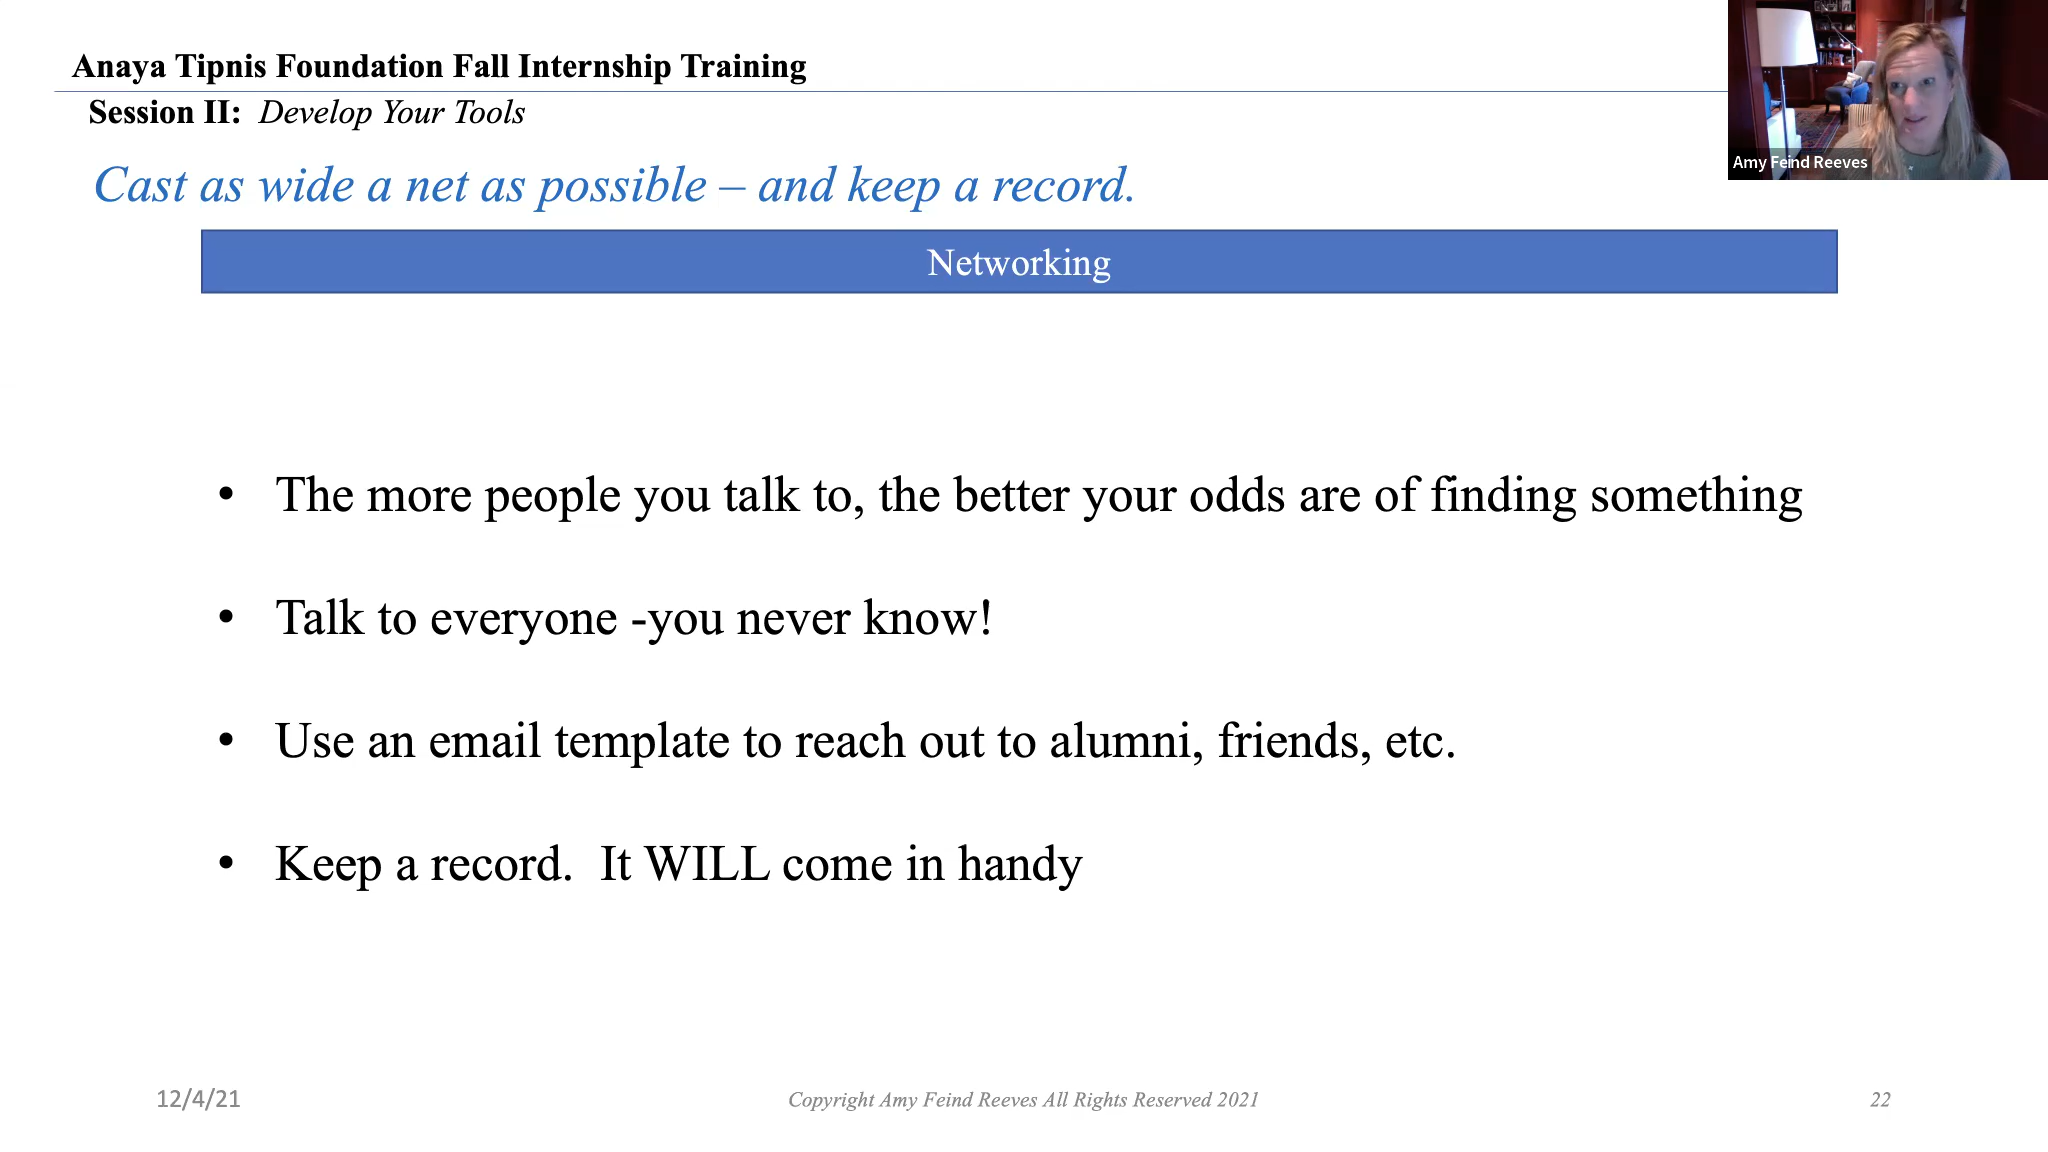 Anaya Tipnis Foundation Fall Internship Training
Session II: Develop Your Tools
Amy Feind Reeves
Cast as wide a net as possible – and keep a record.
Networking
• The more people you talk to, the better your odds are of finding something
• Talk to everyone -you never know!
• Use an email template to reach out to alumni, friends, etc.
• Keep a record. It WILL come in handy
12/4/21
Copyright Amy Feind Reeves All Rights Reserved 2021
22